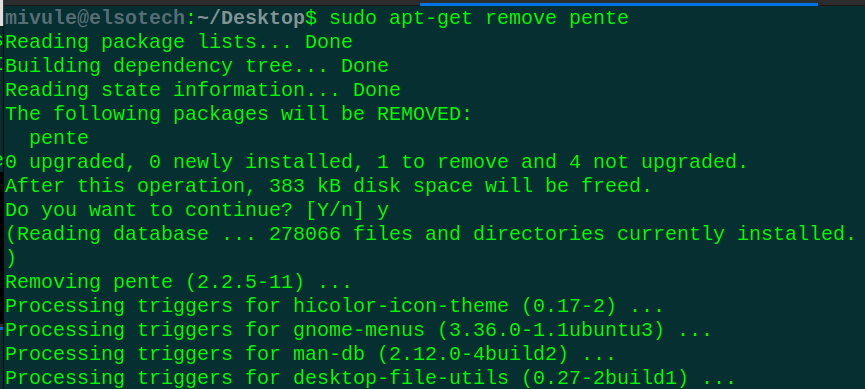 mivule@elsotech:~/Desktop$ sudo apt-get remove pente
Reading package lists... Done
Building dependency tree... Done
Reading state information... Done
The following packages will be REMOVED:
  pente
0 upgraded, 0 newly installed, 1 to remove and 4 not upgraded.
After this operation, 383 kB disk space will be freed.
Do you want to continue? [Y/n] y
(Reading database ... 278066 files and directories currently installed.
)
Removing pente (2.2.5-11) ...
Processing triggers for hicolor-icon-theme (0.17-2) ...
Processing triggers for gnome-menus (3.36.0-1.1ubuntu3) ...
Processing triggers for man-db (2.12.0-4build2) ...
Processing triggers for desktop-file-utils (0.27-2build1) ...